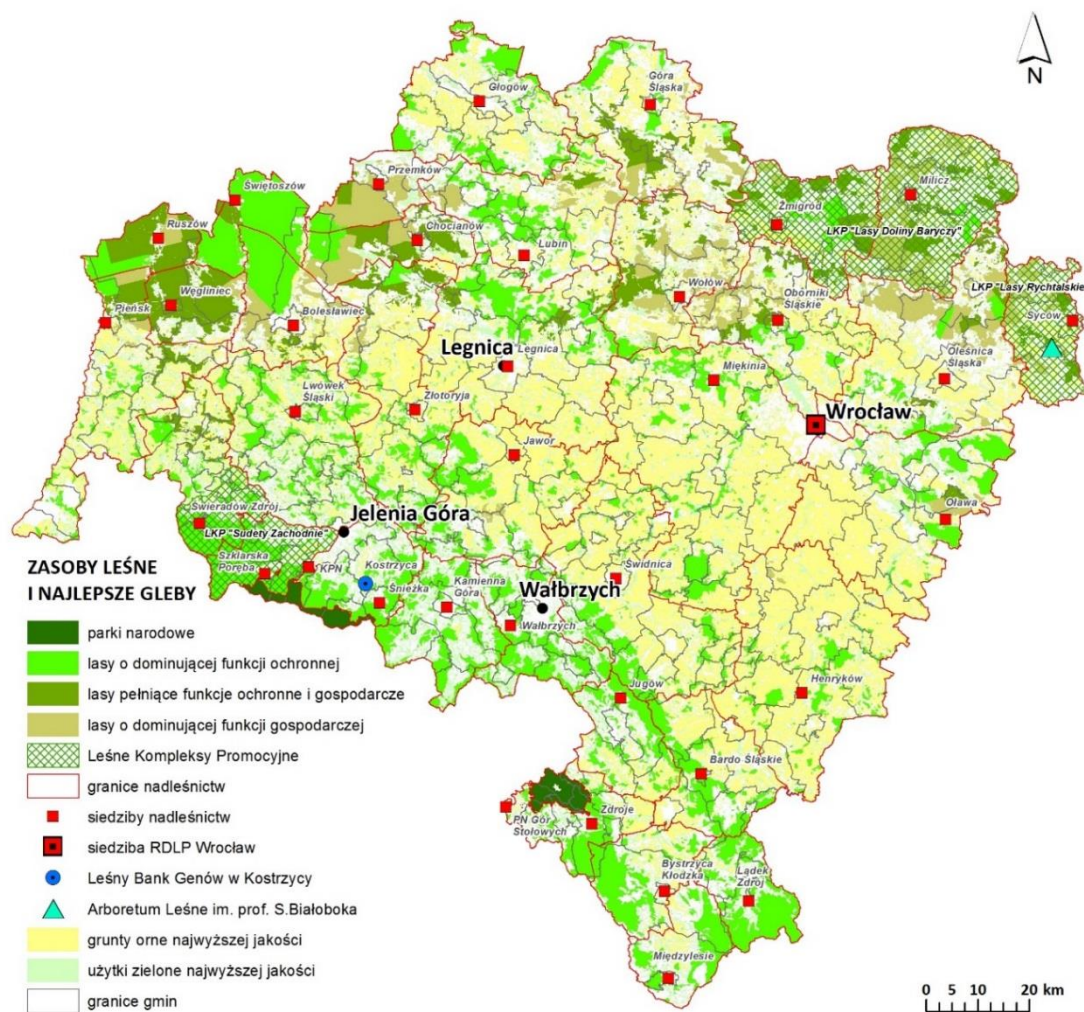 N
Głogów
Góra
Śląska
Przemków
Świętoszów
Milicz
Żmigród
LKP "Lasy Doliny Baryczy"
Ruszów
Chocianów
Lubin
LKP "Lasy Rychtalskie
Węgliniec
Wołów
Oborniki
Śląskie
Pieńsk
Bolesławiec
Syców
Legnica
Legnica
Oleśnica
Śląska
Miękinia
Lwówek
Śląski
Złotoryja
Wrocław
Jawor
Oława
Świeradów Zdrój
Jelenia Góra
LKP "Sudety Zachodnie"
Szklarska
Poręba
KPN
Kostrzyca
Śnieżka
Kamienna
Góra
Świdnica
Wałbrzych
Wałbrzych
Jugów
Henryków
Bardo Śląskie
PN Gór
Stołowych
Zdroje
Bystrzyca
Kłodzka
Lądek
Zdrój
Międzylesie
ZASOBY LEŚNE
I NAJLEPSZE GLEBY
parki narodowe
lasy o dominującej funkcji ochronnej
lasy pełniące funkcje ochronne i gospodarcze
lasy o dominującej funkcji gospodarczej
Leśne Kompleksy Promocyjne
granice nadleśnictw
siedziby nadleśnictw
siedziba RDLP Wrocław
Leśny Bank Genów w Kostrzycy
Arboretum Leśne im. prof. S.Białoboka
grunty orne najwyższej jakości
użytki zielone najwyższej jakości
granice gmin
0 5 10 20 km